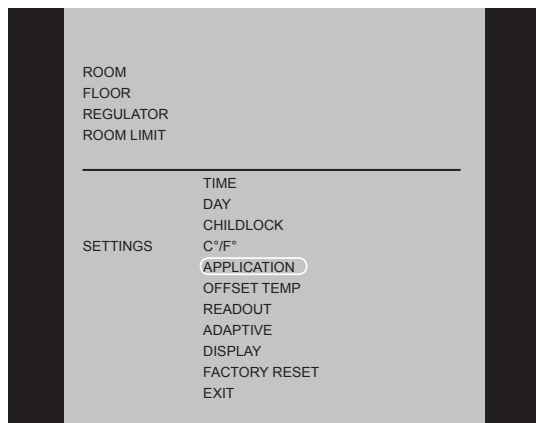 ROOM
FLOOR
REGULATOR
ROOM LIMIT
TIME
DAY
CHILDLOCK
SETTINGS C°/F°
APPLICATION
OFFSET TEMP
READOUT
ADAPTIVE
DISPLAY
FACTORY RESET
EXIT